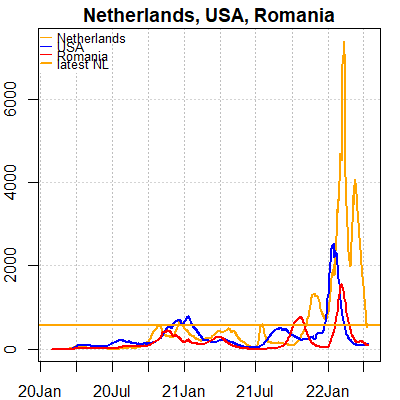 Netherlands, USA, Romania
Netherlands
USA
Romania
latest NL
6000
4000
2000
0
20Jan 20Jul 21Jan 21Jul 22Jan